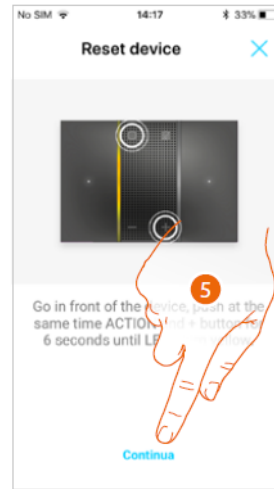 No SIM 14:17 33%
Reset device
Go in front of the device, push at the
same time ACTION and + button for
6 seconds until LE
5
Continua